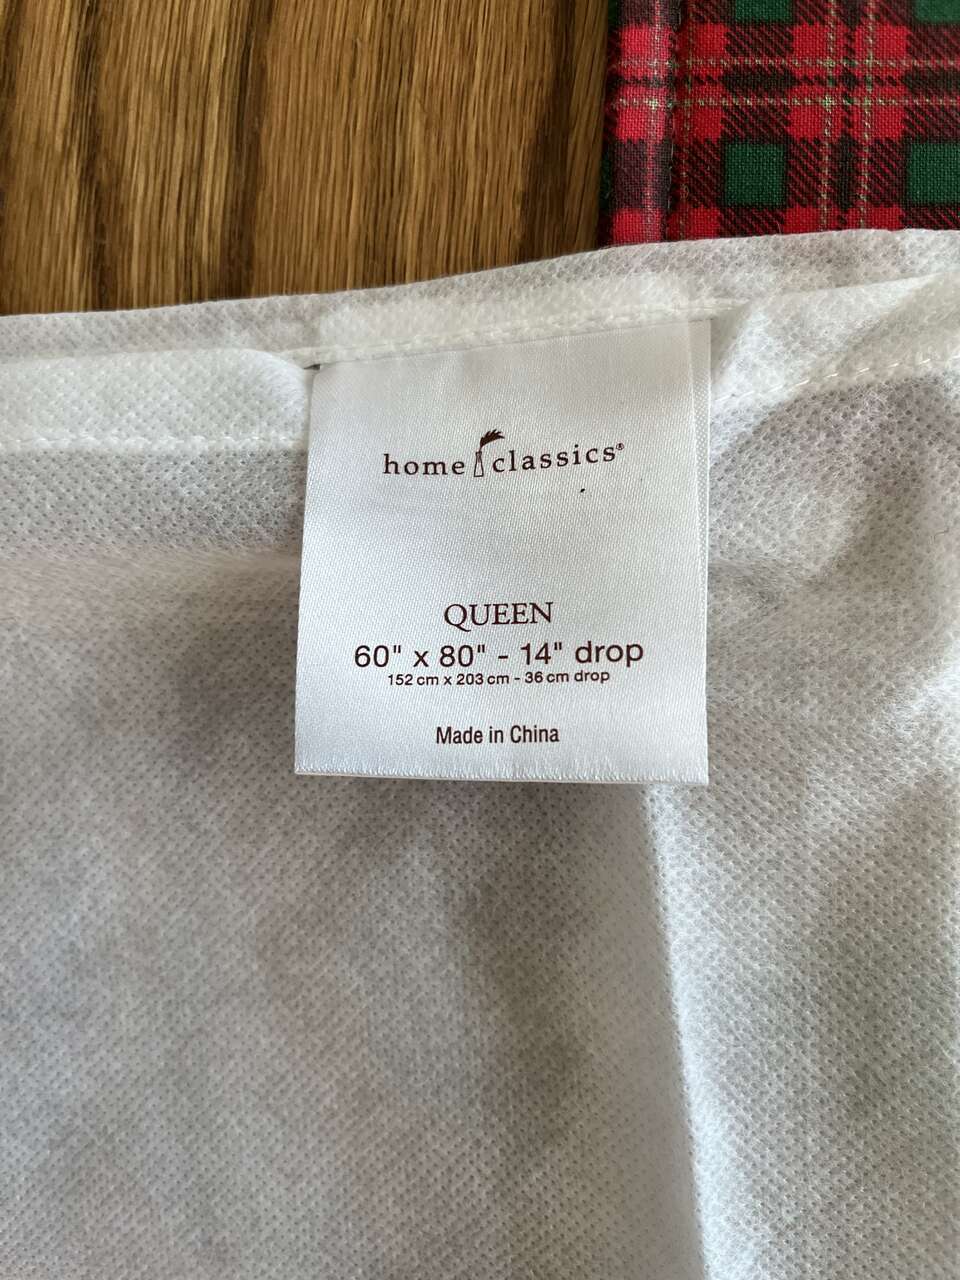 home classics®
QUEEN
60" x 80" - 14" drop
152 cm x 203 cm - 36 cm drop
Made in China